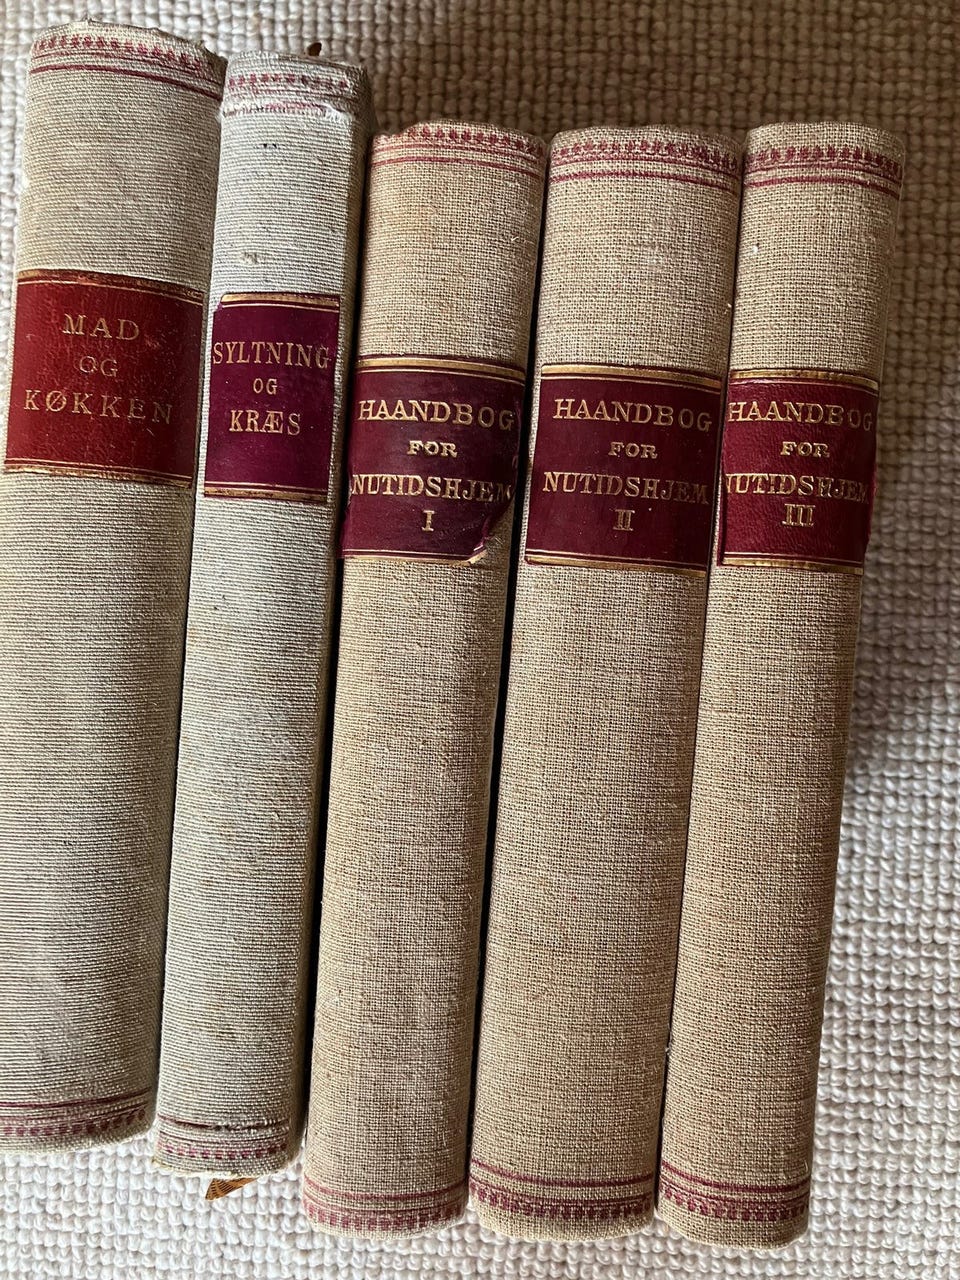 MAD
OG
KØKKEN
SYLTNING
OG
KRÆS
HAANDBOG
FOR
NUTIDSHJEM
I
HAANDBOG
FOR
NUTIDSHJEM
II
HAANDBOG
FOR
NUTIDSHJEM
III